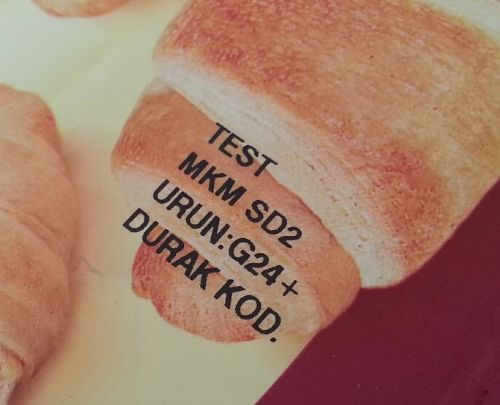 TEST
MKM SD2
URUN:G24+
DURAK KOD.